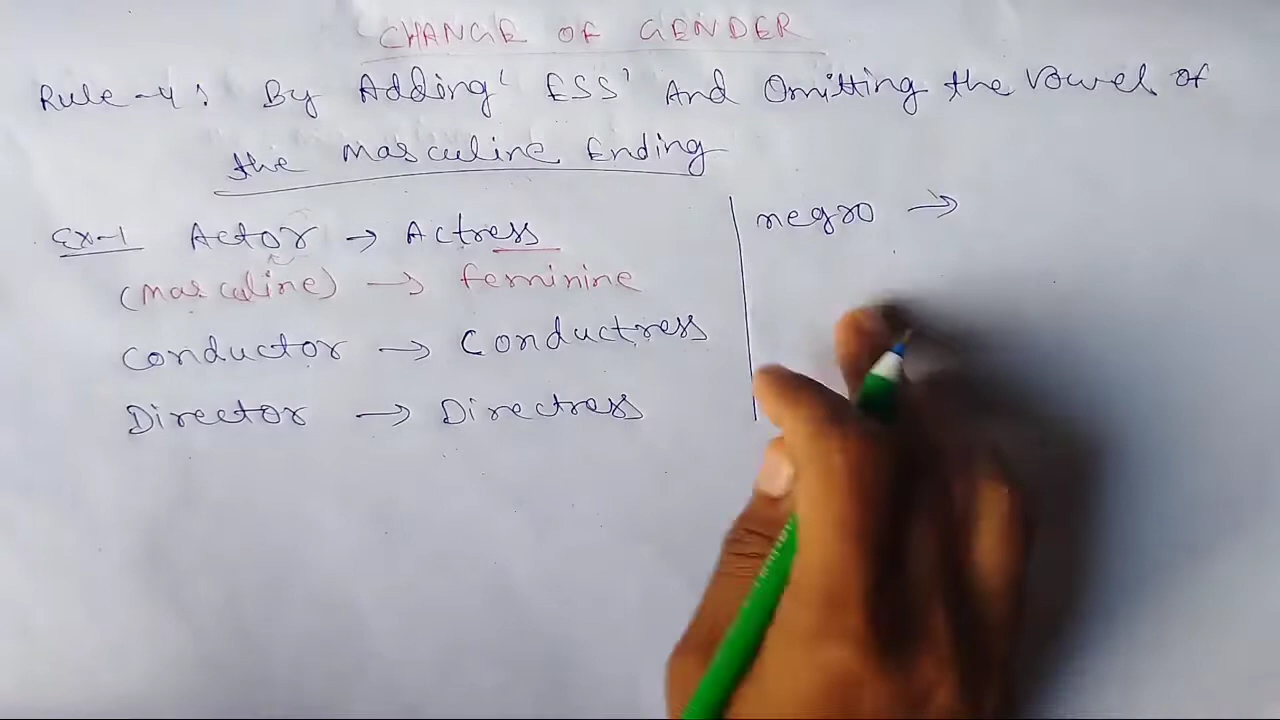 CHANGE OF GENDER
Rule-4: By Adding 'ESS' And Omitting the vowel of
the Masculine Ending
Ex-1 Actor → Actress
(masculine) → feminine
Conductor → Conductress
Director → Directress
negro →